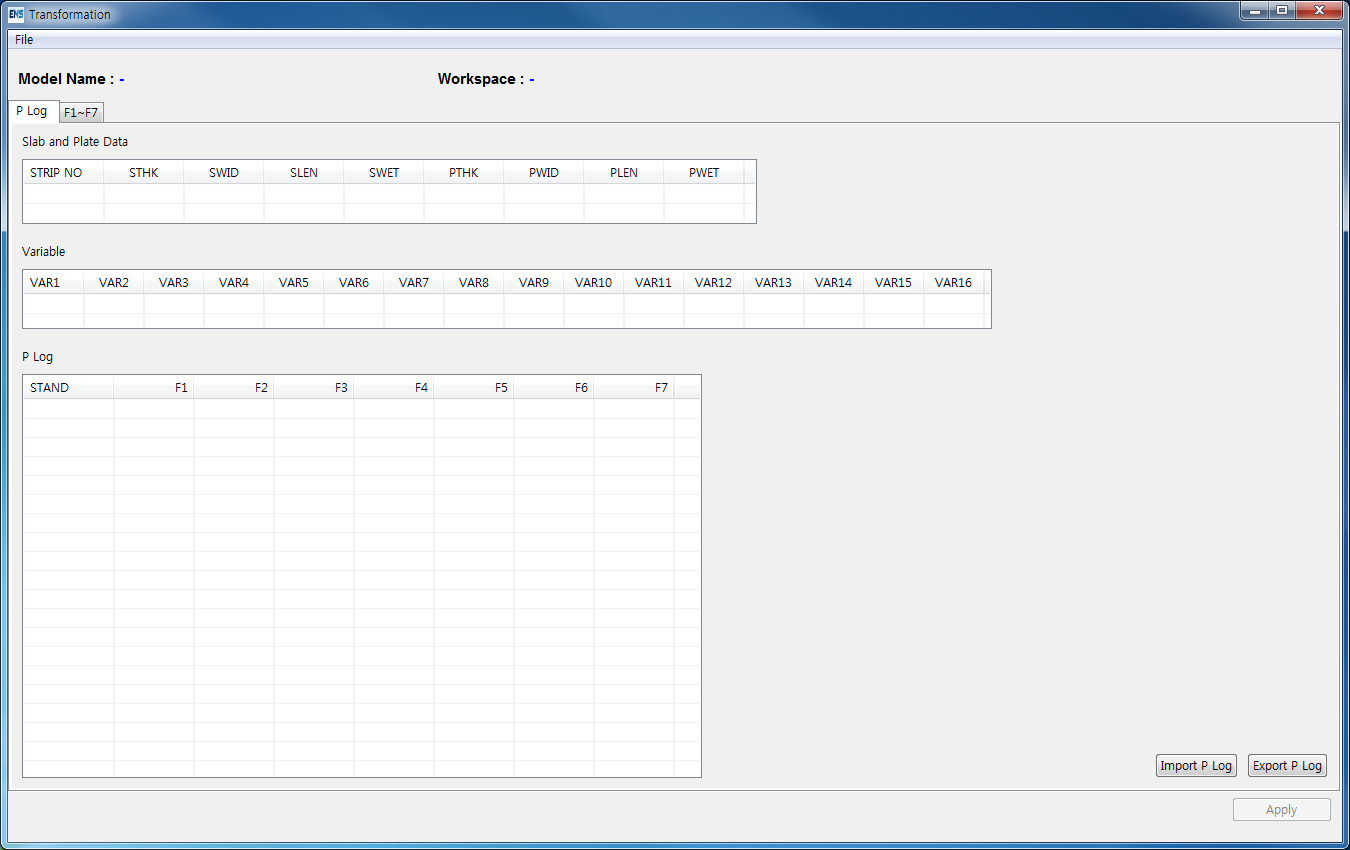 ENS Transformation
File
Model Name : - Workspace : -
P Log F1~F7
Slab and Plate Data
STRIP NO STHK SWID SLEN SWET PTHK PWID PLEN PWET
Variable
VAR1 VAR2 VAR3 VAR4 VAR5 VAR6 VAR7 VAR8 VAR9 VAR10 VAR11 VAR12 VAR13 VAR14 VAR15 VAR16
P Log
STAND F1 F2 F3 F4 F5 F6 F7
Import P Log Export P Log
Apply